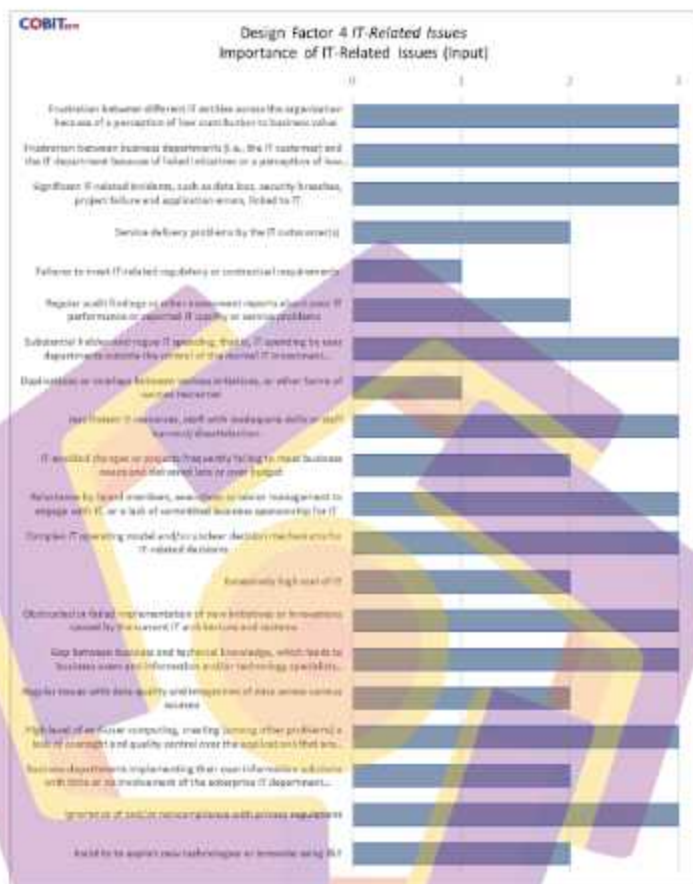 COBIT
Design Factor 4 IT-Related Issues
Importance of IT-Related Issues (Input)
0 1 2 3
Frustration between different IT entities across the organization
because of a perception of low contribution to business value
Frustration between business departments (i.e., the IT customer) and
the IT department because of failed initiatives or a perception of low...
Significant IT-related incidents, such as data loss, security breaches,
project failure and application errors, linked to IT
Service delivery problems by the IT outsourcer(s)
Failures to meet IT-related regulatory or contractual requirements
Regular audit findings or other assessment reports about poor IT
performance or reported IT quality or service problems
Substantial hidden and rogue IT spending, that is, IT spending by user
departments outside the control of the normal IT investment...
Duplications or overlaps between various initiatives, or other forms of
wasted resources
Insufficient IT resources, staff with inadequate skills or staff
burnout/dissatisfaction
IT-enabled changes or projects frequently failing to meet business
needs and delivered late or over budget
Reluctance by board members, executives or senior management to
engage with IT, or a lack of committed business sponsorship for IT
Complex IT operating model and/or unclear decision mechanisms for
IT-related decisions
Excessively high cost of IT
Obstructed or failed implementation of new initiatives or innovations
caused by the current IT architecture and systems
Gap between business and technical knowledge, which leads to
business users and information and/or technology specialists...
Regular issues with data quality and integration of data across various
sources
High level of end-user computing, creating (among other problems) a
lack of oversight and quality control over the applications that are...
Business departments implementing their own information solutions
with little or no involvement of the enterprise IT department...
Ignorance of and/or noncompliance with privacy regulations
Inability to exploit new technologies or innovate using I&T